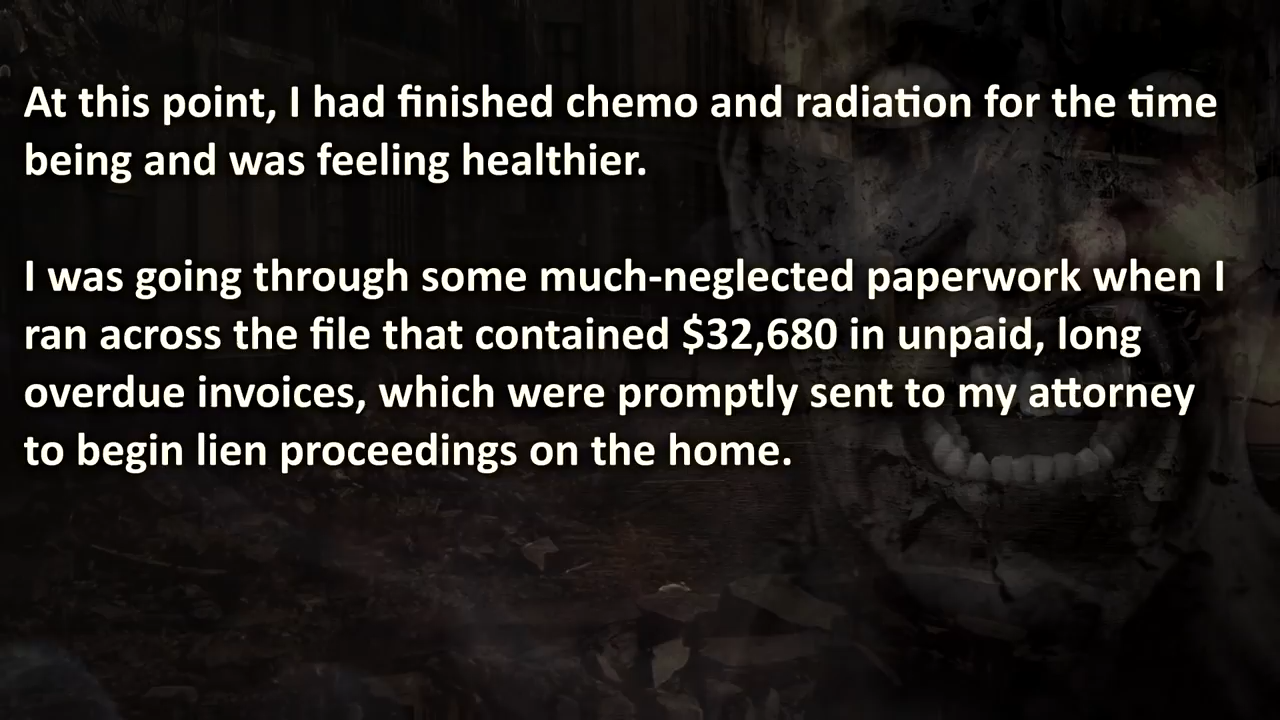 At this point, I had finished chemo and radiation for the time
being and was feeling healthier.
I was going through some much-neglected paperwork when I
ran across the file that contained $32,680 in unpaid, long
overdue invoices, which were promptly sent to my attorney
to begin lien proceedings on the home.